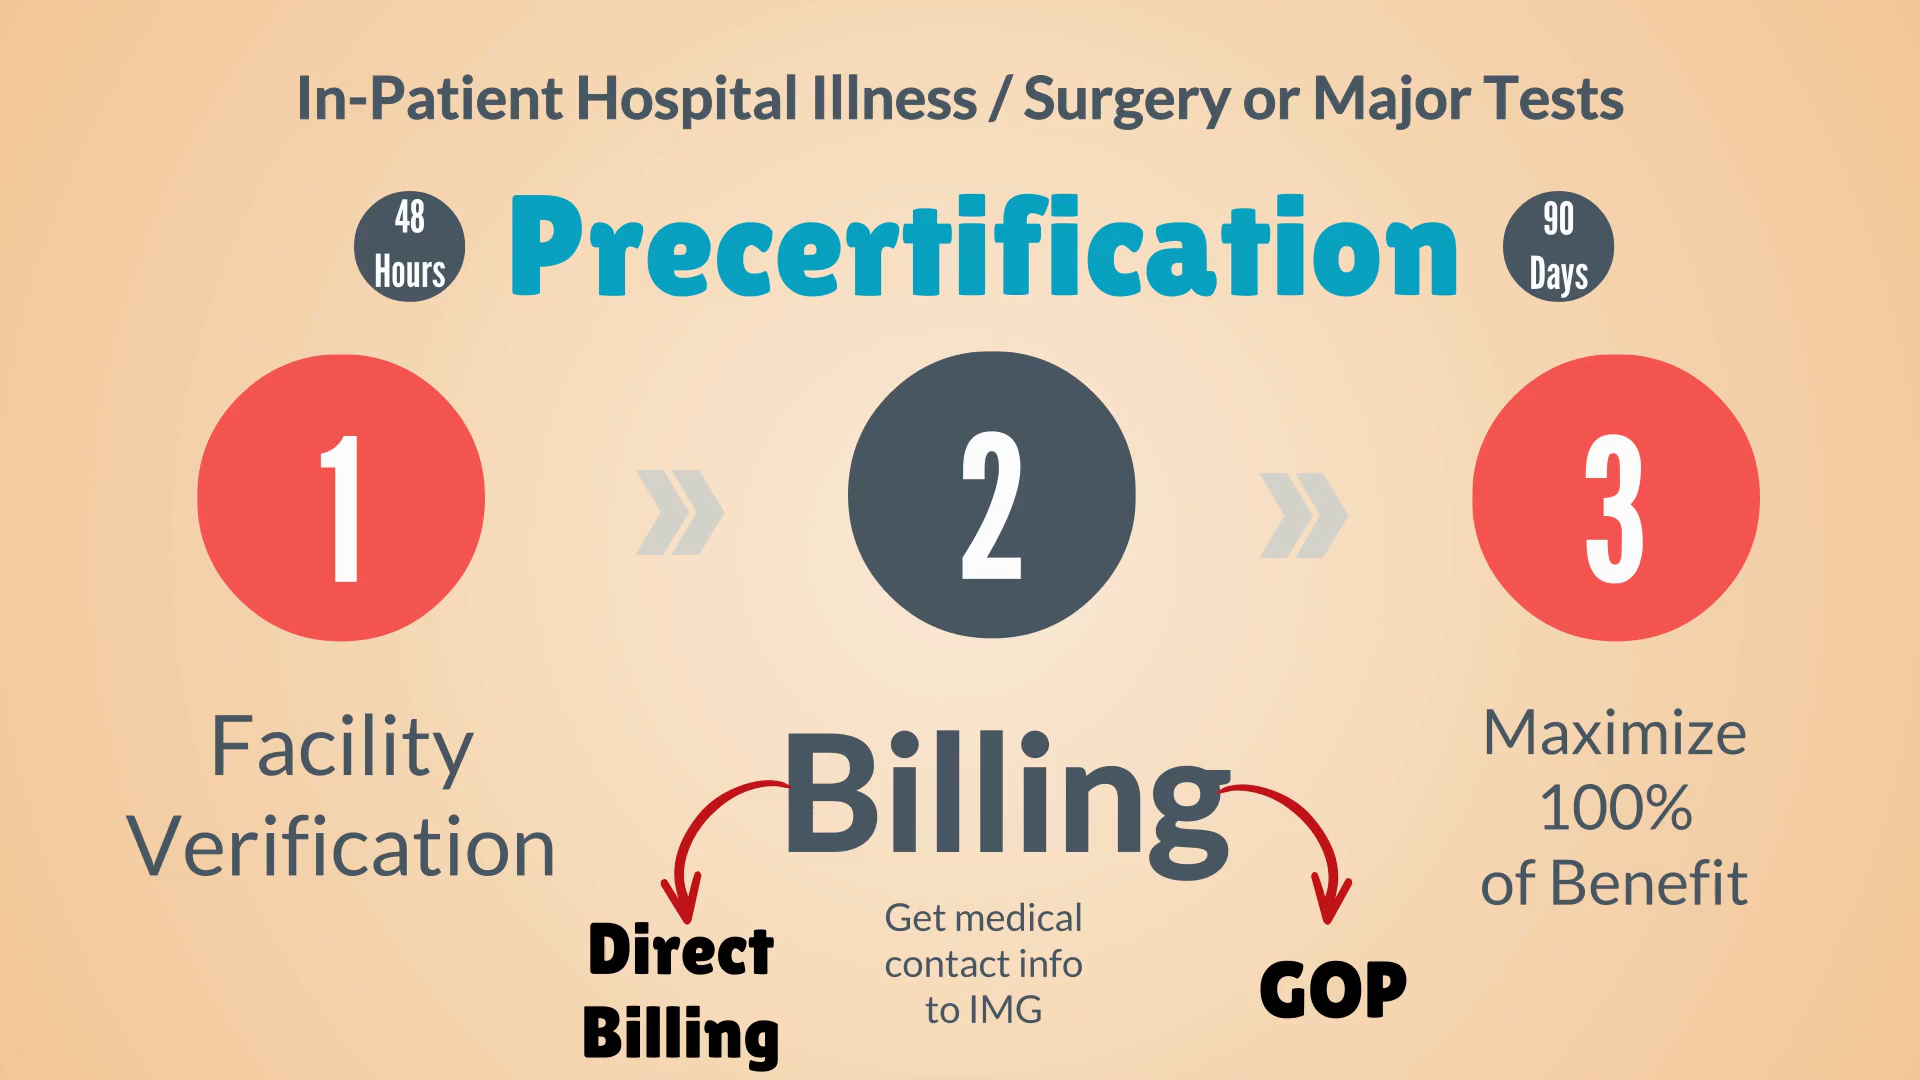 In-Patient Hospital Illness / Surgery or Major Tests
48
Hours
Precertification
90
Days
1
2
3
Facility
Verification
Billing
Direct
Billing
Get medical
contact info
to IMG
GOP
Maximize
100%
of Benefit